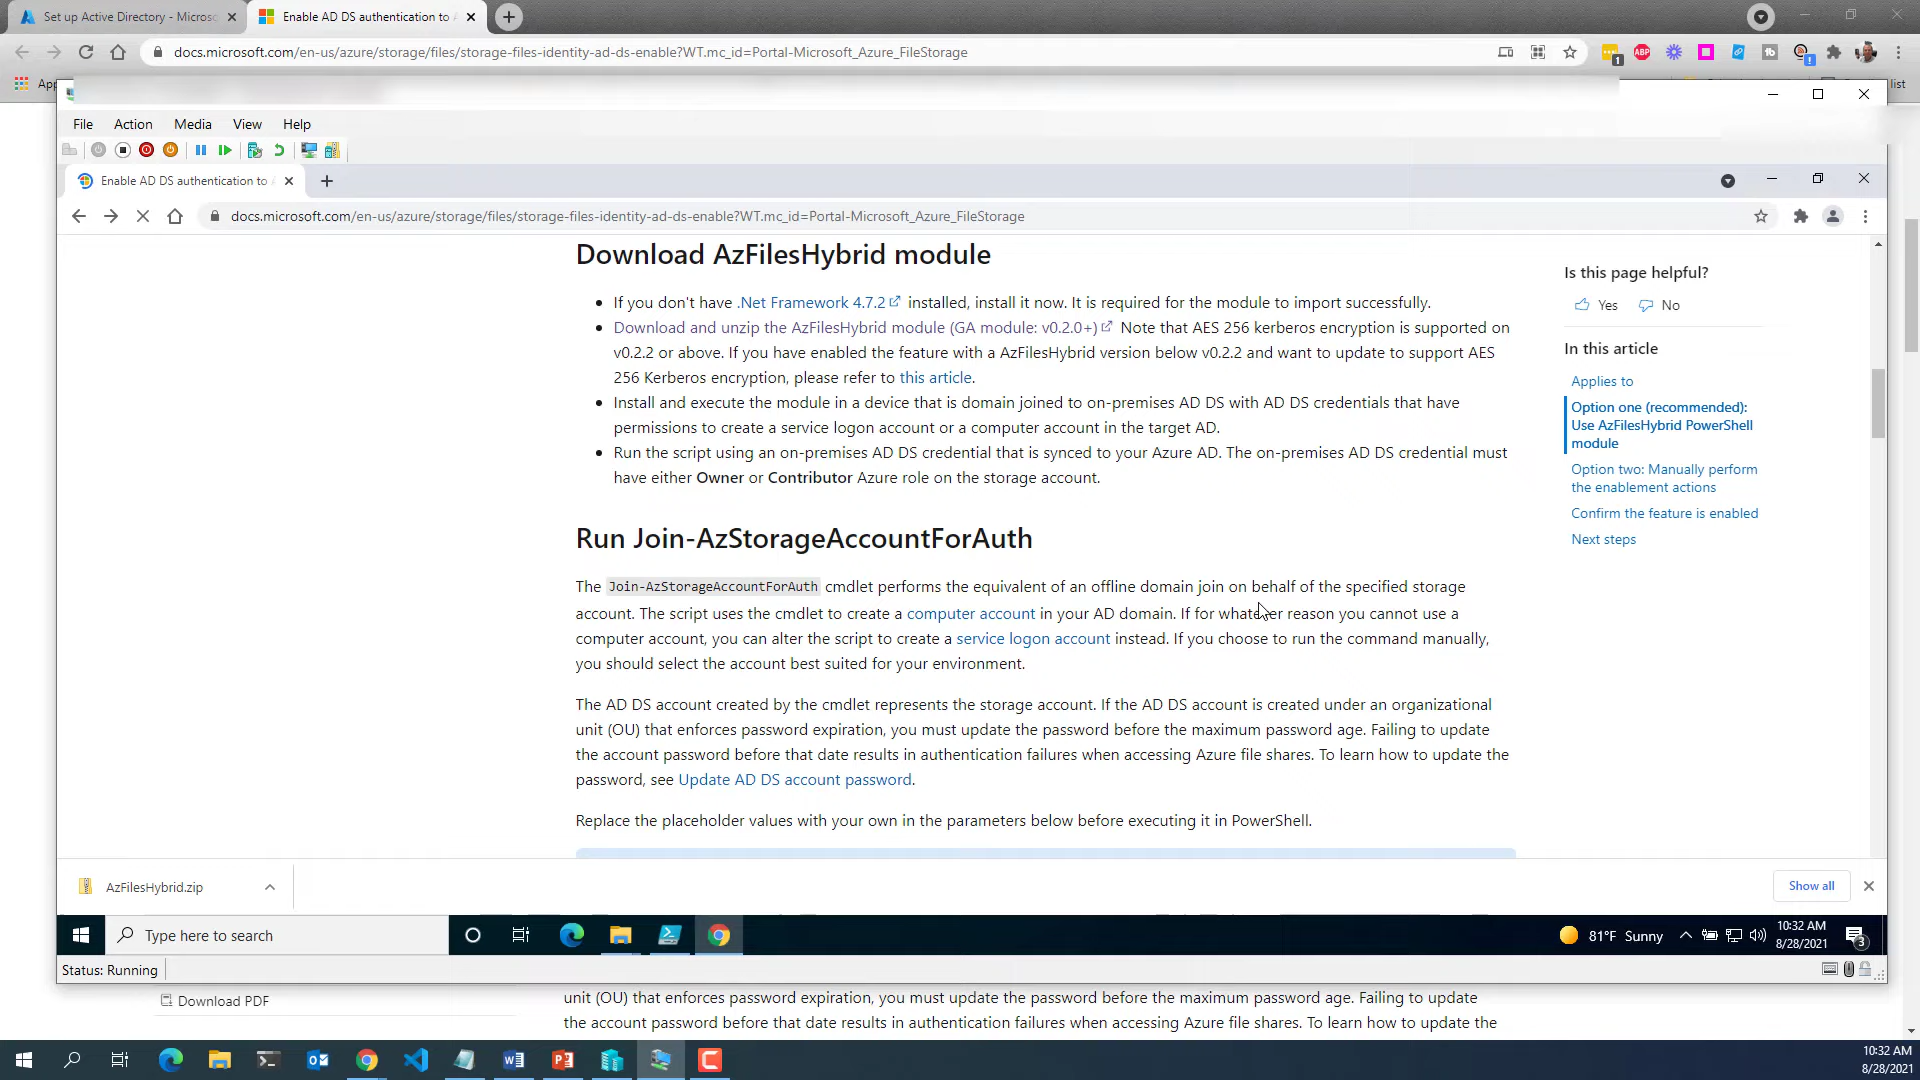 Set up Active Directory - Micros
Enable AD DS authentication to
docs.microsoft.com/en-us/azure/storage/files/storage-files-identity-ad-ds-enable?WT.mc_id=Portal-Microsoft_Azure_FileStorage
ABP
1
list
File Action Media View Help
Enable AD DS authentication to
docs.microsoft.com/en-us/azure/storage/files/storage-files-identity-ad-ds-enable?WT.mc_id=Portal-Microsoft_Azure_FileStorage
Download AzFilesHybrid module
If you don't have .Net Framework 4.7.2 installed, install it now. It is required for the module to import successfully.
Download and unzip the AzFilesHybrid module (GA module: v0.2.0+) Note that AES 256 kerberos encryption is supported on
v0.2.2 or above. If you have enabled the feature with a AzFilesHybrid version below v0.2.2 and want to update to support AES
256 Kerberos encryption, please refer to this article.
Install and execute the module in a device that is domain joined to on-premises AD DS with AD DS credentials that have
permissions to create a service logon account or a computer account in the target AD.
Run the script using an on-premises AD DS credential that is synced to your Azure AD. The on-premises AD DS credential must
have either Owner or Contributor Azure role on the storage account.
Run Join-AzStorageAccountForAuth
The Join-AzStorageAccountForAuth cmdlet performs the equivalent of an offline domain join on behalf of the specified storage
account. The script uses the cmdlet to create a computer account in your AD domain. If for whatever reason you cannot use a
computer account, you can alter the script to create a service logon account instead. If you choose to run the command manually,
you should select the account best suited for your environment.
The AD DS account created by the cmdlet represents the storage account. If the AD DS account is created under an organizational
unit (OU) that enforces password expiration, you must update the password before the maximum password age. Failing to update
the account password before that date results in authentication failures when accessing Azure file shares. To learn how to update the
password, see Update AD DS account password.
Replace the placeholder values with your own in the parameters below before executing it in PowerShell.
Is this page helpful?
Yes No
In this article
Applies to
Option one (recommended):
Use AzFilesHybrid PowerShell
module
Option two: Manually perform
the enablement actions
Confirm the feature is enabled
Next steps
AzFilesHybrid.zip
Show all
Type here to search
81°F Sunny
10:32 AM
8/28/2021
3
Status: Running
Download PDF
unit (OU) that enforces password expiration, you must update the password before the maximum password age. Failing to update
the account password before that date results in authentication failures when accessing Azure file shares. To learn how to update the
10:32 AM
8/28/2021